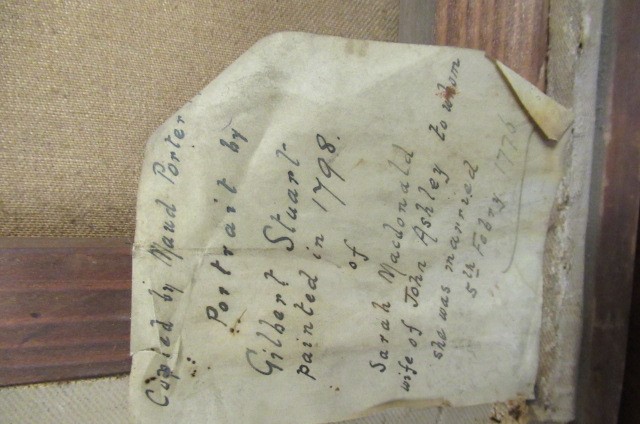 Copied by Maud Porter
Portrait by
Gilbert Stuart
painted in 1798.
of
Sarah Macdonald
wife of John Ashley to whom
she was married
5th Febry 1776